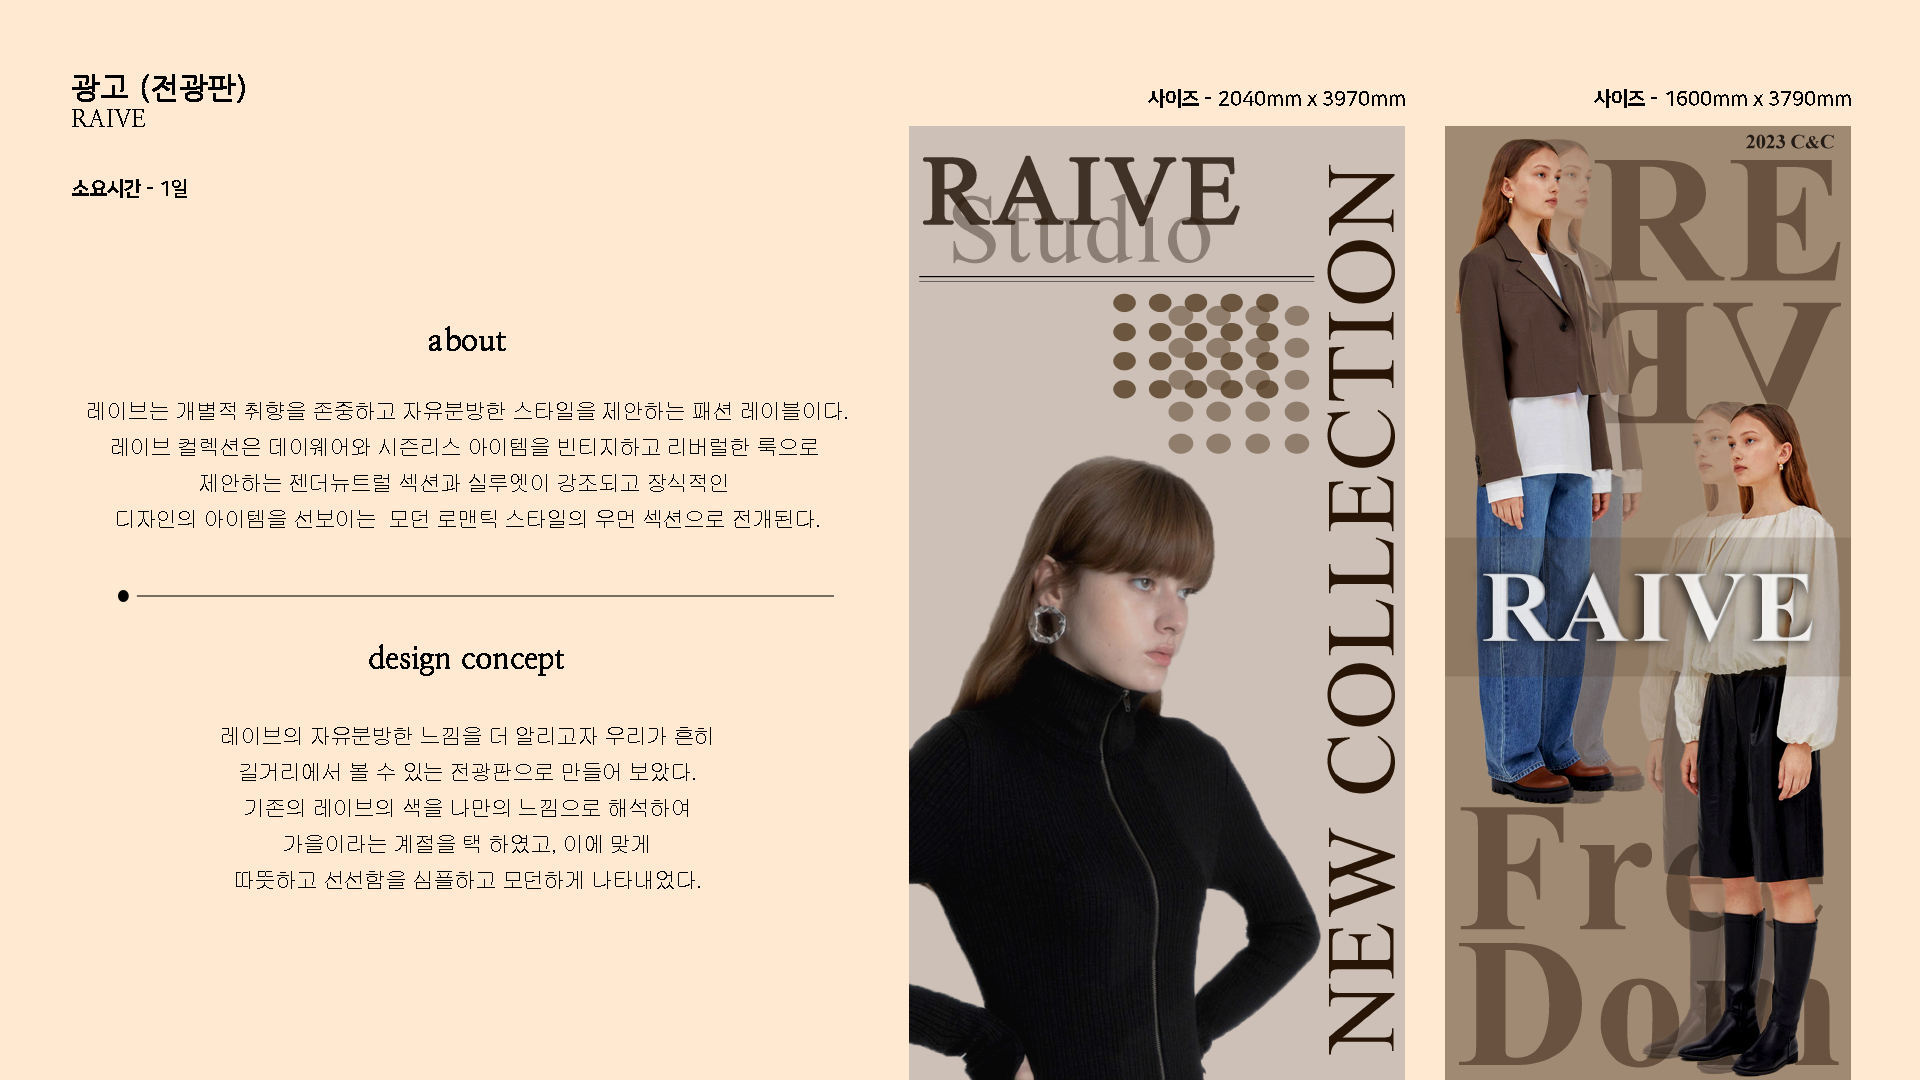 광고 (전광판)
RAIVE
소요시간 - 1일
about
레이브는 개별적 취향을 존중하고 자유분방한 스타일을 제안하는 패션 레이블이다.
레이브 컬렉션은 데이웨어와 시즌리스 아이템을 빈티지하고 리버럴한 룩으로
제안하는 젠더뉴트럴 섹션과 실루엣이 강조되고 장식적인
디자인의 아이템을 선보이는 모던 로맨틱 스타일의 우먼 섹션으로 전개된다.
design concept
레이브의 자유분방한 느낌을 더 알리고자 우리가 흔히
길거리에서 볼 수 있는 전광판으로 만들어 보았다.
기존의 레이브의 색을 나만의 느낌으로 해석하여
가을이라는 계절을 택 하였고, 이에 맞게
따뜻하고 선선함을 심플하고 모던하게 나타내었다.
사이즈 - 2040mm x 3970mm
RAIVE
Studio
NEW COLLECTION
사이즈 - 1600mm x 3790mm
2023 C&C
RE
VE
RAIVE
Free
Dom